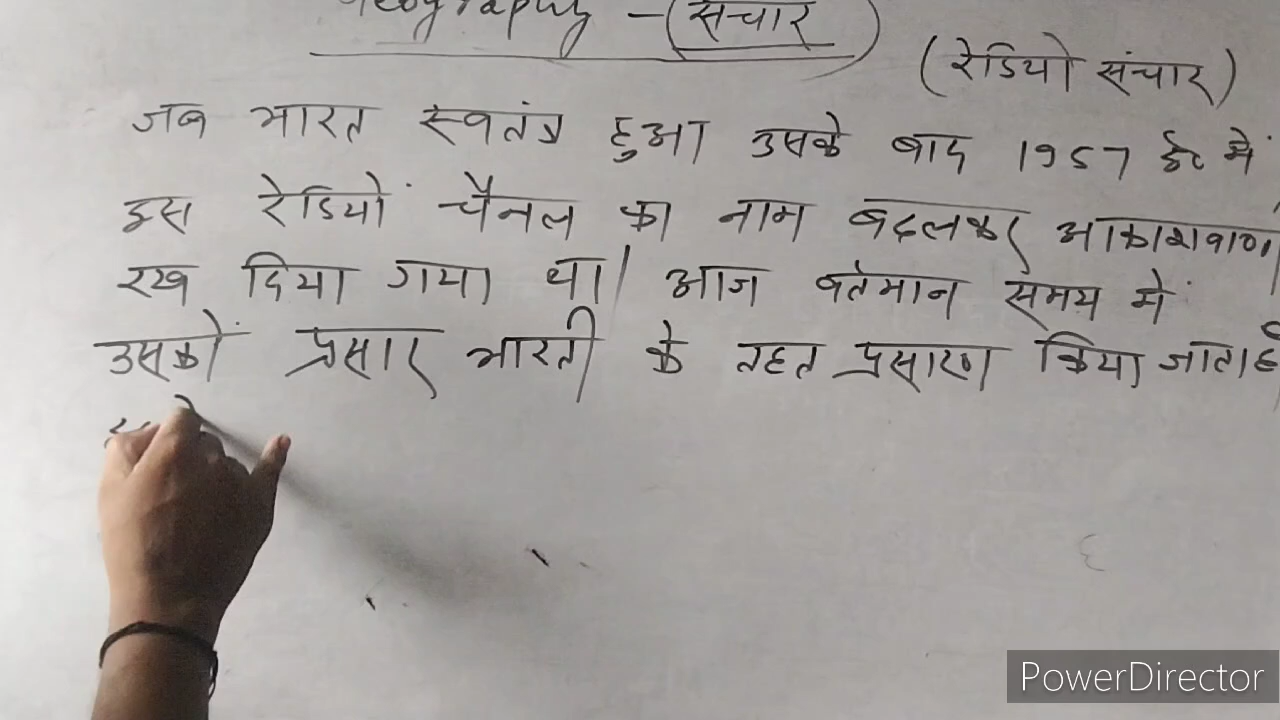 Geography - (संचार)
(रेडियो संचार)
जब भारत स्वतंत्र हुआ उसके बाद 1957 ई० में
इस रेडियों चैनल का नाम बदलकर आकाशवाणी
रख दिया गया था। आज वर्तमान समय में
उसकों प्रसार भारती के तहत प्रसारण किया जाता है
PowerDirector